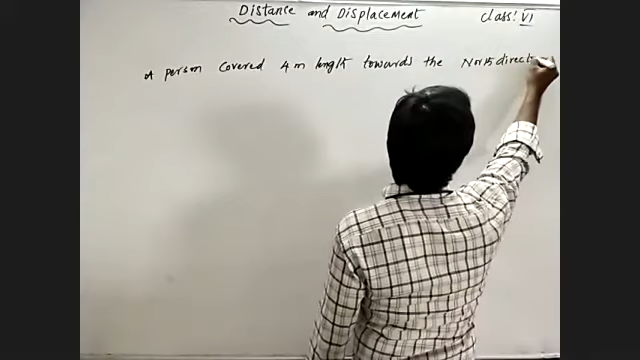 Distance and Displacement
Class: VI
A person covered 4 m length towards the North direct